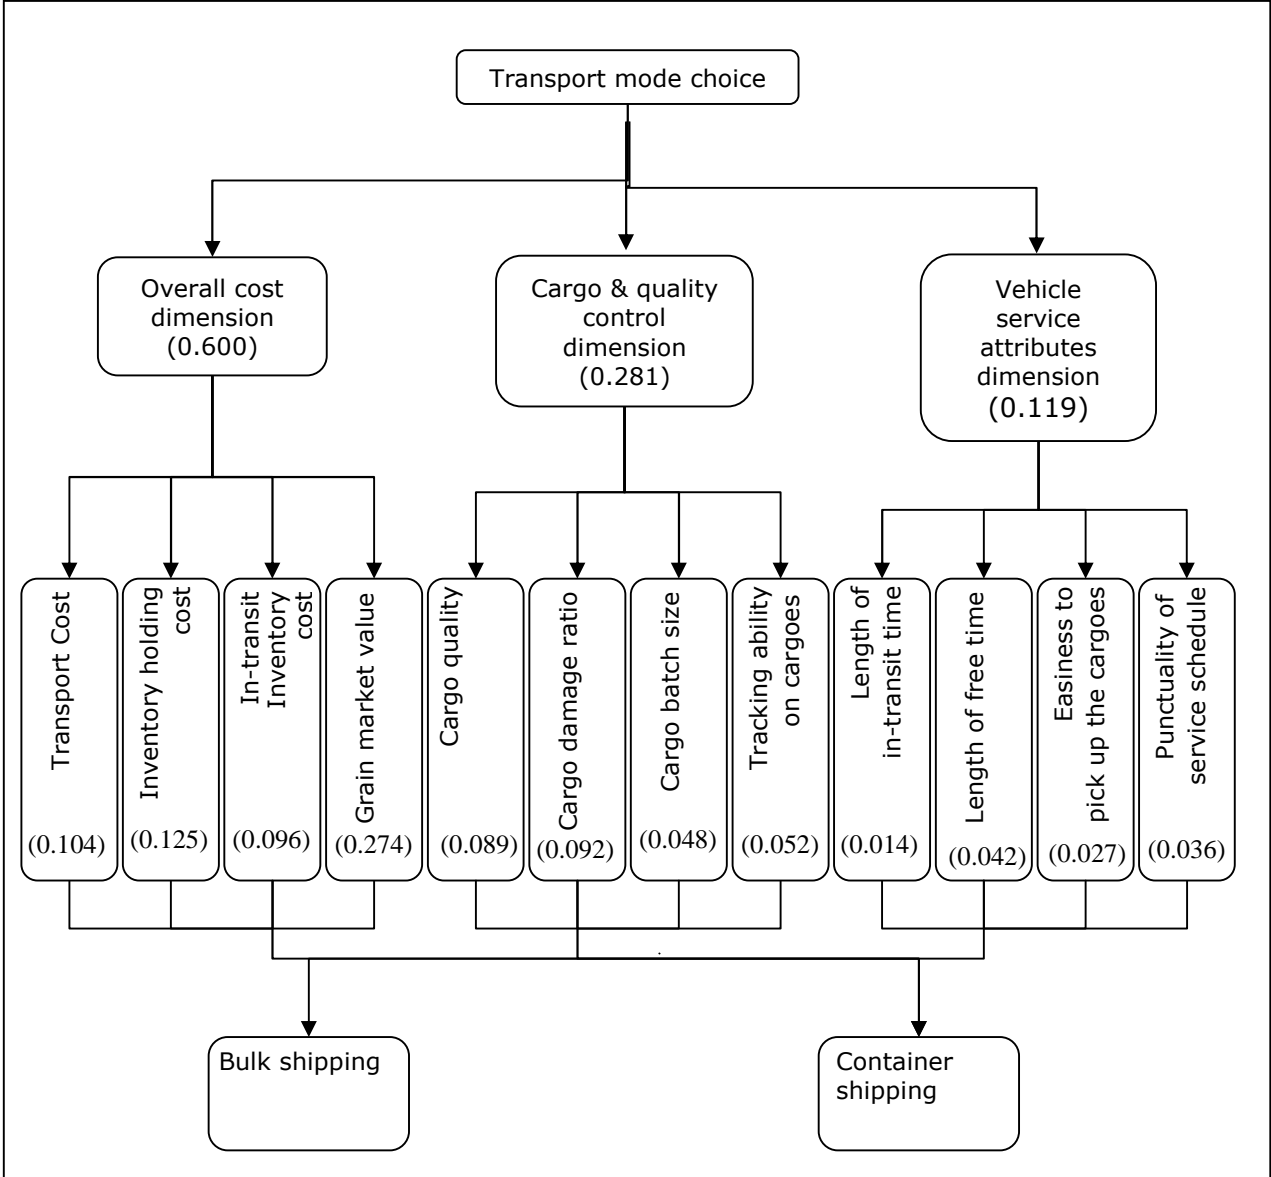 Transport mode choice
Overall cost
dimension
(0.600)
Cargo & quality
control
dimension
(0.281)
Vehicle
service
attributes
dimension
(0.119)
Transport Cost
(0.104)
Inventory holding
cost
(0.125)
In-transit
Inventory
cost
(0.096)
Grain market value
(0.274)
Cargo quality
(0.089)
Cargo damage ratio
(0.092)
Cargo batch size
(0.048)
Tracking ability
on cargoes
(0.052)
Length of
in-transit time
(0.014)
Length of free time
(0.042)
Easiness to
pick up the cargoes
(0.027)
Punctuality of
service schedule
(0.036)
Bulk shipping
Container
shipping